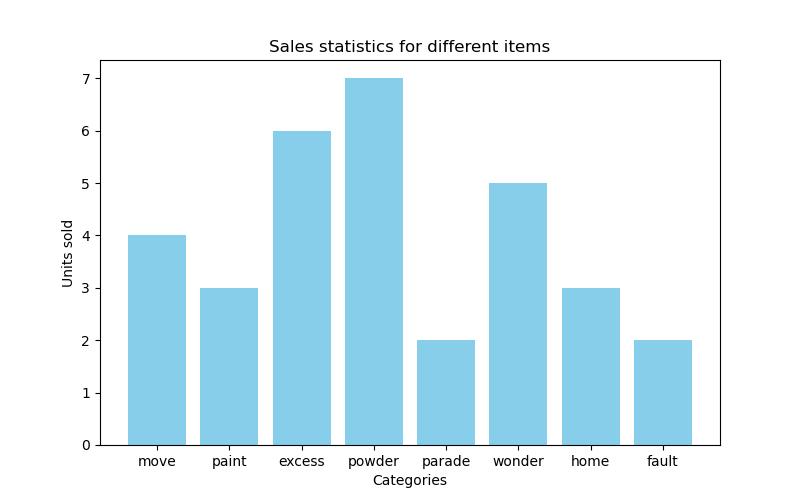 Sales statistics for different items
Units sold
7
6
5
4
3
2
1
0
move paint excess powder parade wonder home fault
Categories